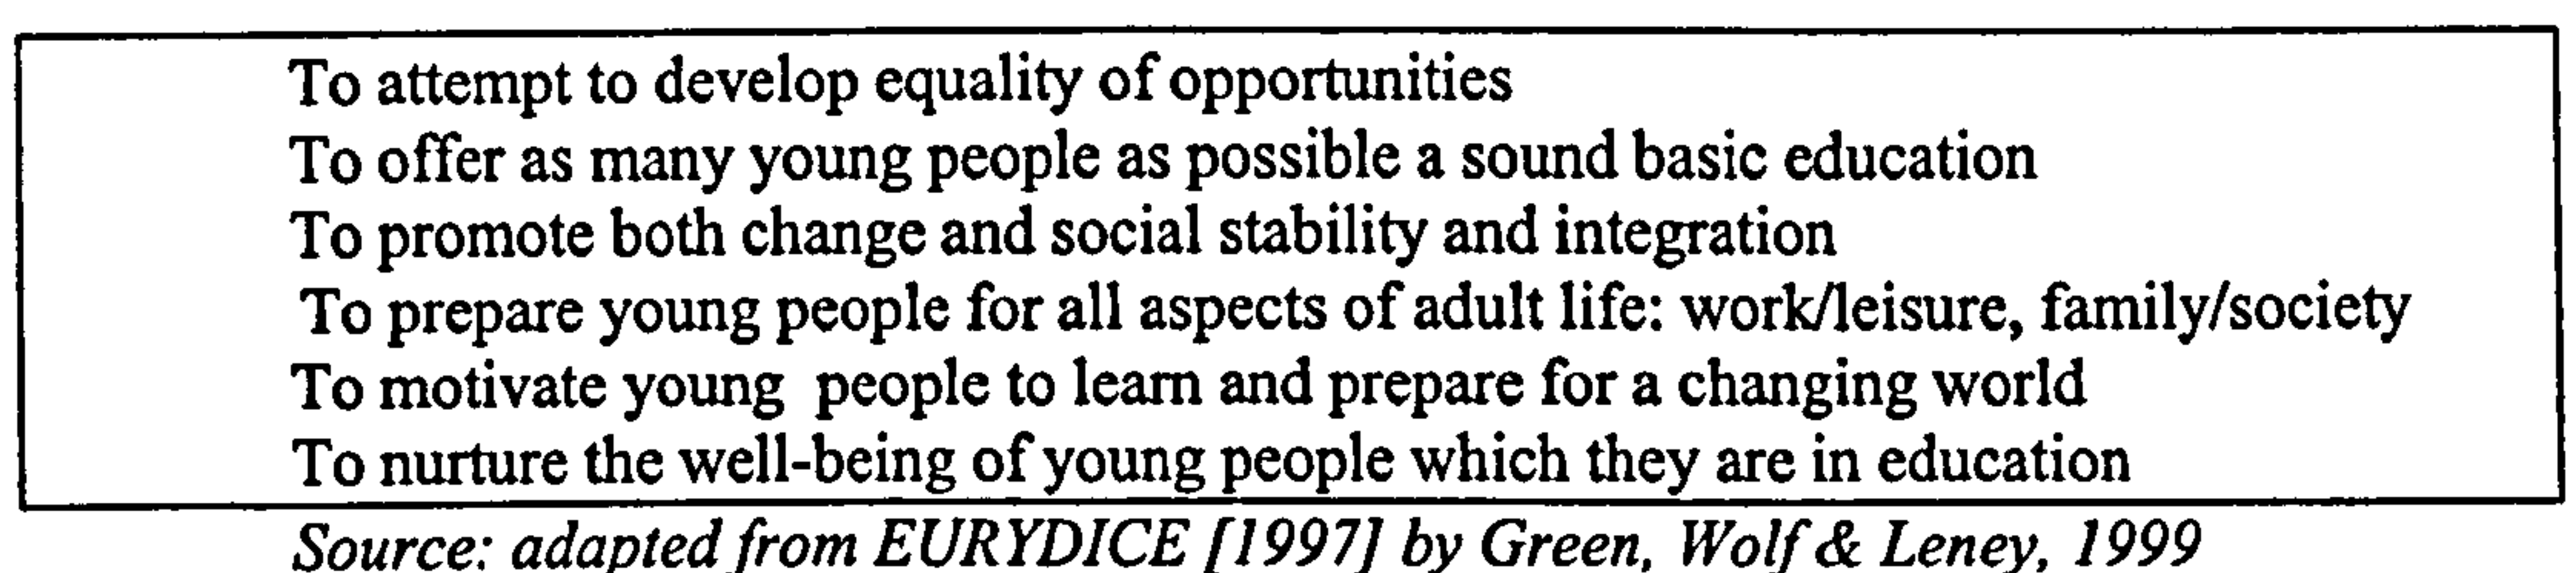 To attempt to develop equality of opportunities
To offer as many young people as possible a sound basic education
To promote both change and social stability and integration
To prepare young people for all aspects of adult life: work/leisure, family/society
To motivate young people to learn and prepare for a changing world
To nurture the well-being of young people which they are in education
Source: adapted from EURYDICE [1997] by Green, Wolf & Leney, 1999